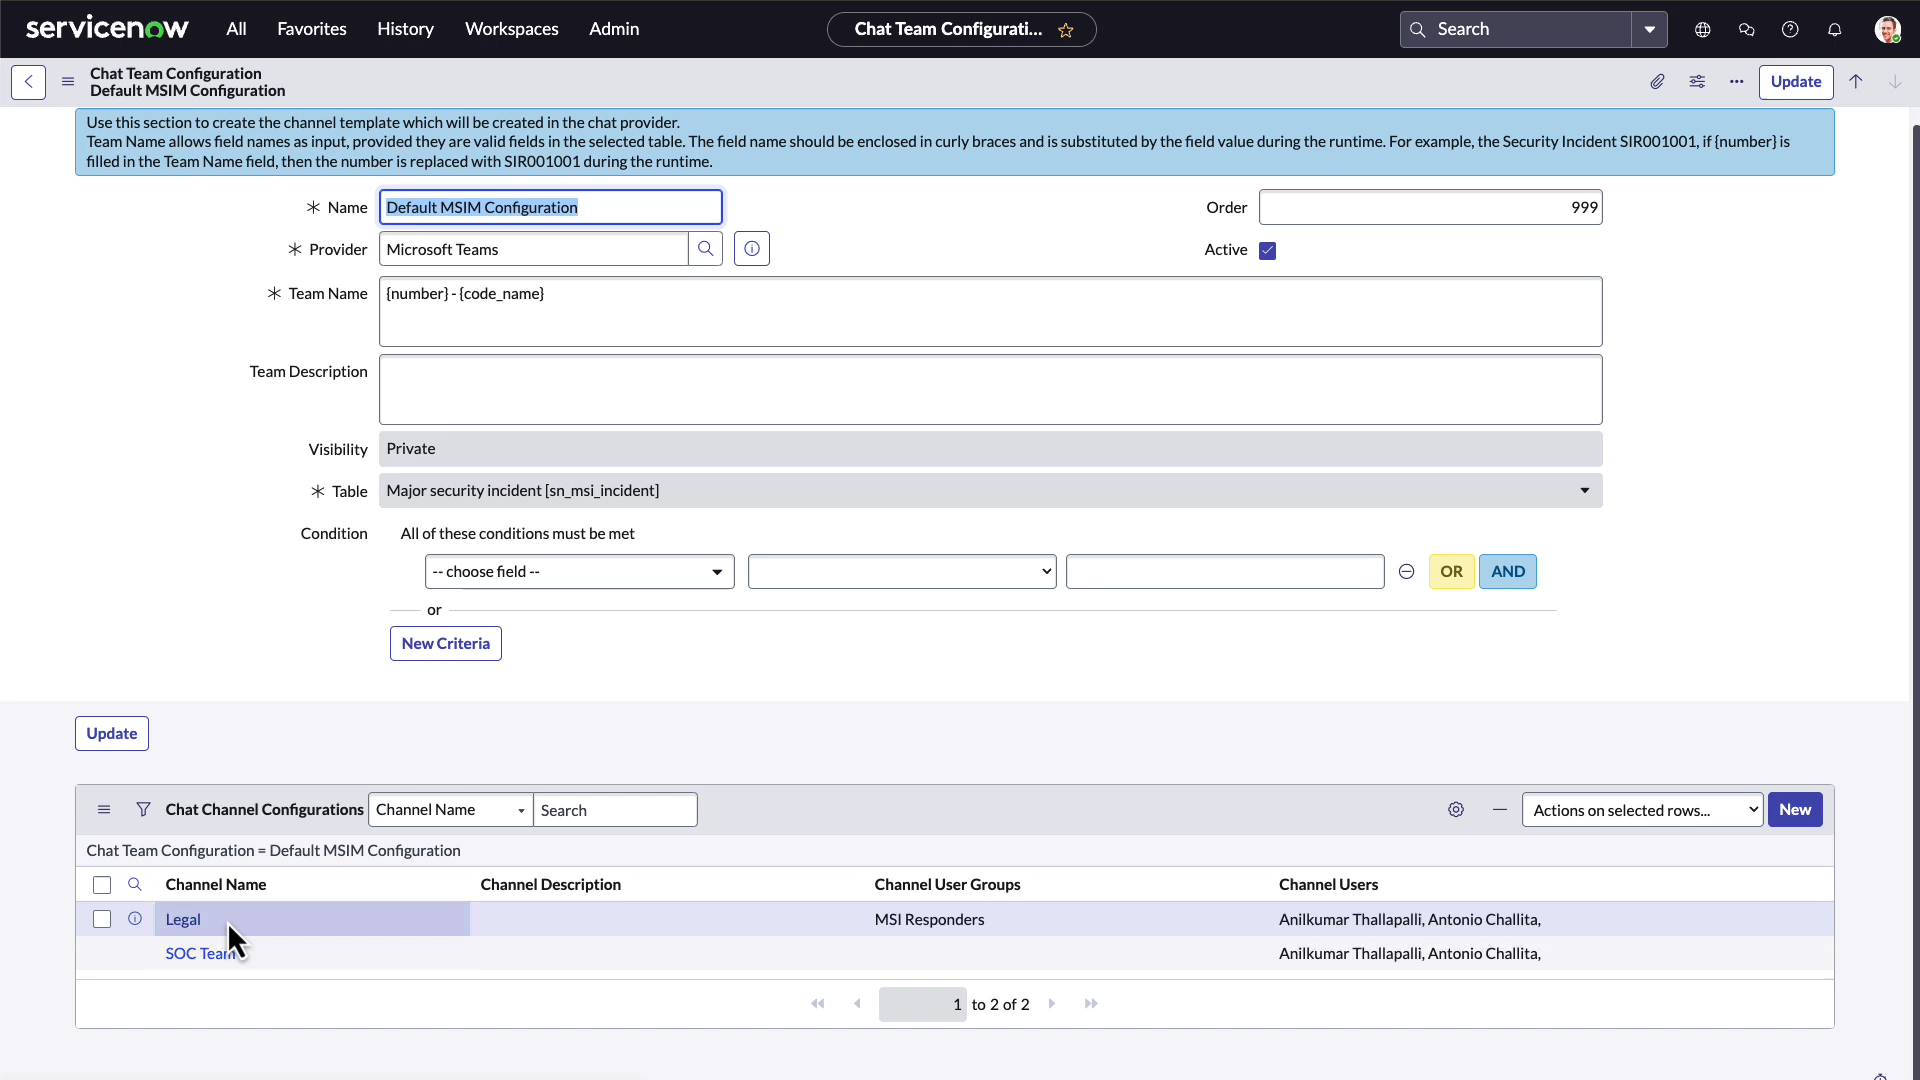 servicenow All Favorites History Workspaces Admin Chat Team Configurati... Search
Chat Team Configuration
Default MSIM Configuration
Update
Use this section to create the channel template which will be created in the chat provider.
Team Name allows field names as input, provided they are valid fields in the selected table. The field name should be enclosed in curly braces and is substituted by the field value during the runtime. For example, the Security Incident SIR001001, if {number} is
filled in the Team Name field, then the number is replaced with SIR001001 during the runtime.
Name Default MSIM Configuration Order 999
Provider Microsoft Teams Active
Team Name {number} - {code_name}
Team Description
Visibility Private
Table Major security incident [sn_msi_incident]
Condition All of these conditions must be met
-- choose field -- OR AND
or
New Criteria
Update
Chat Channel Configurations Channel Name Search Actions on selected rows... New
Chat Team Configuration = Default MSIM Configuration
Channel Name Channel Description Channel User Groups Channel Users
Legal MSI Responders Anilkumar Thallapalli, Antonio Challita,
SOC Team Anilkumar Thallapalli, Antonio Challita,
1 to 2 of 2